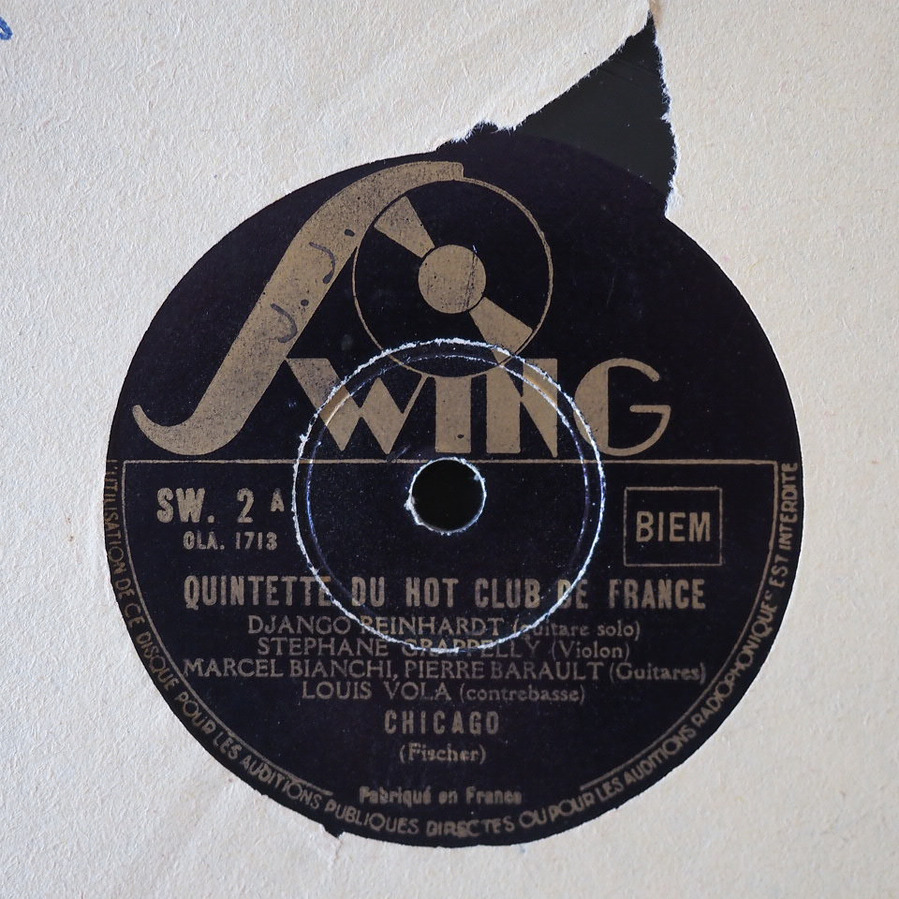 J.J.
SWING
SW. 2 A
OLA. 1713
BIEM
QUINTETTE DU HOT CLUB DE FRANCE
DJANGO REINHARDT (guitare solo)
STEPHANE GRAPPELLY (Violon)
MARCEL BIANCHI, PIERRE BARAULT (Guitares)
LOUIS VOLA (contrebasse)
CHICAGO
(Fischer)
Fabriqué en France
L'UTILISATION DE CE DISQUE POUR LES AUDITIONS PUBLIQUES DIRECTES OU POUR LES AUDITIONS RADIOPHONIQUES EST INTERDITE